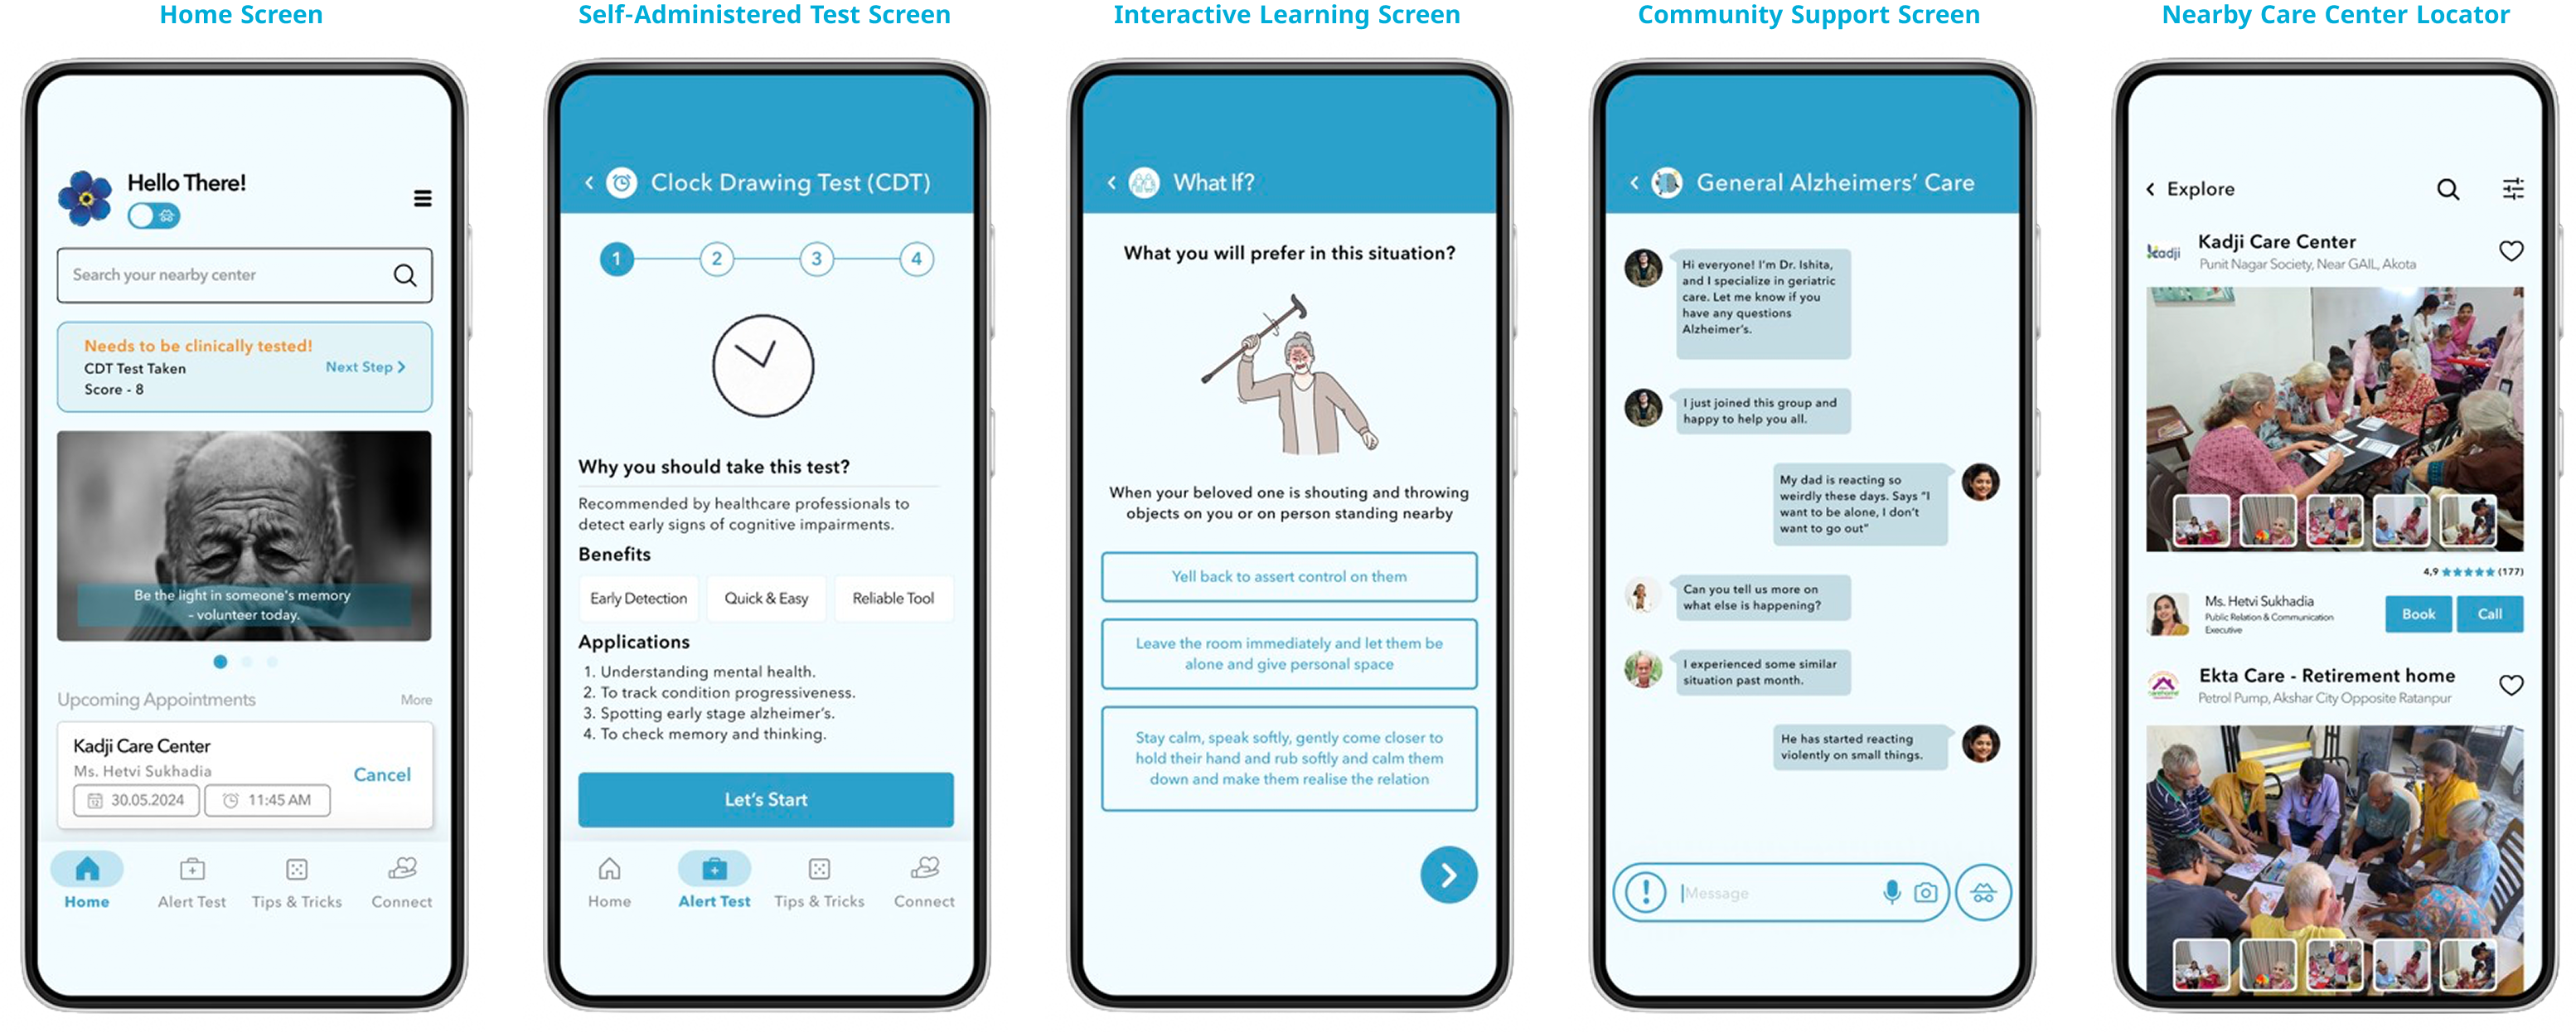 Home Screen
Hello There!
Search your nearby center
Needs to be clinically tested!
CDT Test Taken
Next Step
Score - 8
Be the light in someone's memory
– volunteer today.
Upcoming Appointments
More
Kadji Care Center
Ms. Hetvi Sukhadia
Cancel
30.05.2024
11:45 AM
Home
Alert Test
Tips & Tricks
Connect
Self-Administered Test Screen
Clock Drawing Test (CDT)
1
2
3
4
Why you should take this test?
Recommended by healthcare professionals to
detect early signs of cognitive impairments.
Benefits
Early Detection
Quick & Easy
Reliable Tool
Applications
1. Understanding mental health.
2. To track condition progressiveness.
3. Spotting early stage alzheimer's.
4. To check memory and thinking.
Let's Start
Home
Alert Test
Tips & Tricks
Connect
Interactive Learning Screen
What If?
What you will prefer in this situation?
When your beloved one is shouting and throwing
objects on you or on person standing nearby
Yell back to assert control on them
Leave the room immediately and let them be
alone and give personal space
Stay calm, speak softly, gently come closer to
hold their hand and rub softly and calm them
down and make them realise the relation
Community Support Screen
General Alzheimers' Care
Hi everyone! I'm Dr. Ishita,
and I specialize in geriatric
care. Let me know if you
have any questions
Alzheimer's.
I just joined this group and
happy to help you all.
My dad is reacting so
weirdly these days. Says "I
want to be alone, I don't
want to go out"
Can you tell us more on
what else is happening?
I experienced some similar
situation past month.
He has started reacting
violently on small things.
Message
Nearby Care Center Locator
Explore
kadji
Kadji Care Center
Punit Nagar Society, Near GAIL, Akota
4,9 ★★★★★ (177)
Ms. Hetvi Sukhadia
Public Relation & Communication
Executive
Book
Call
Ekta Care - Retirement home
Petrol Pump, Akshar City Opposite Ratanpur